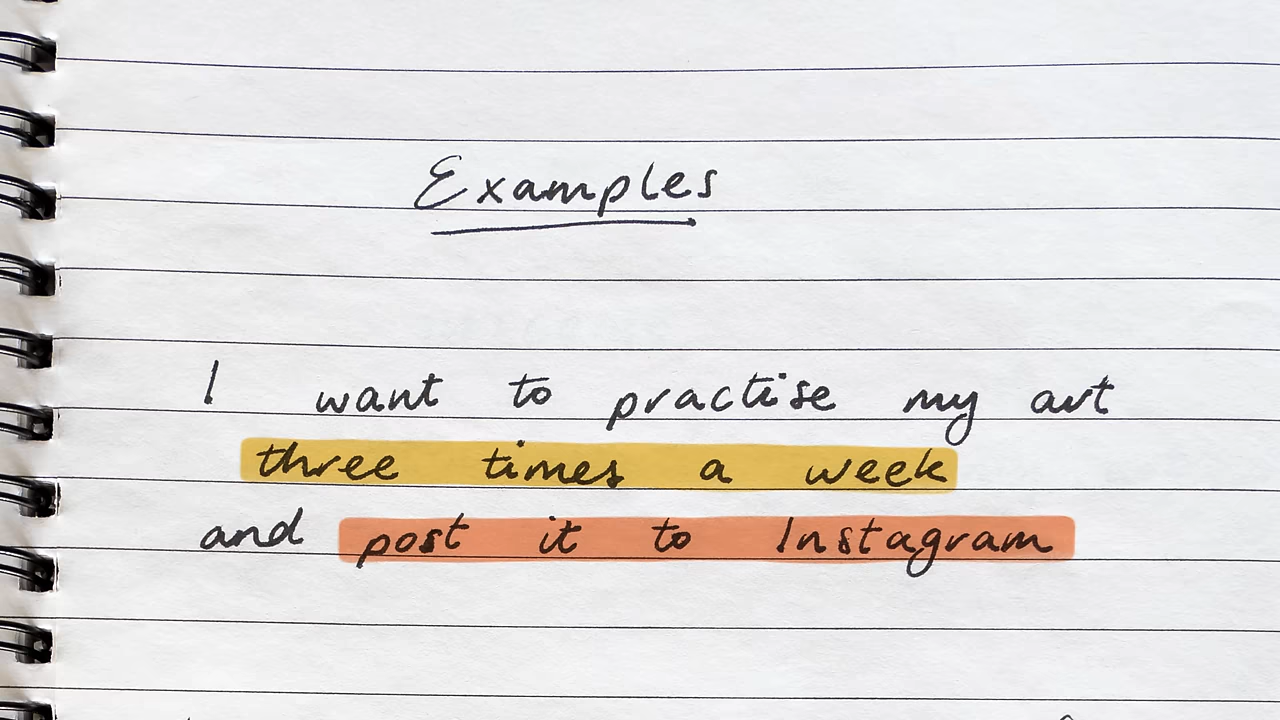 Examples
I want to practise my art
three times a week
and post it to Instagram